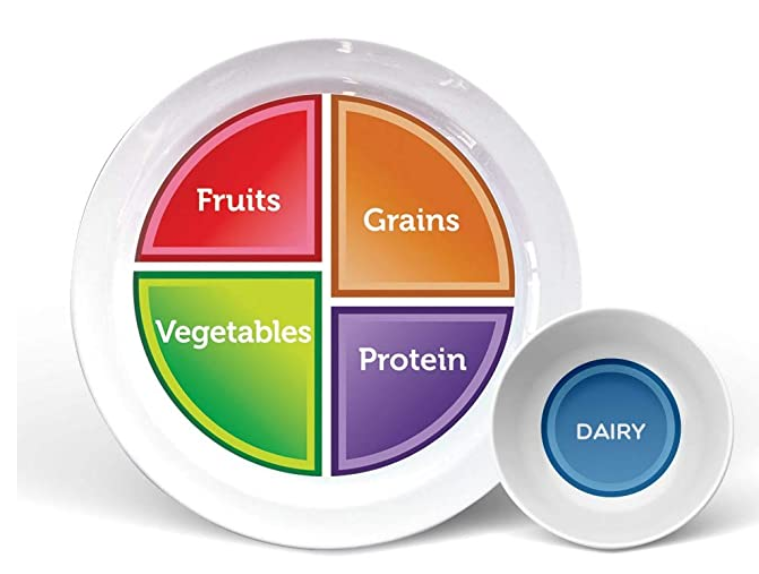 Fruits
Grains
Vegetables
Protein
DAIRY